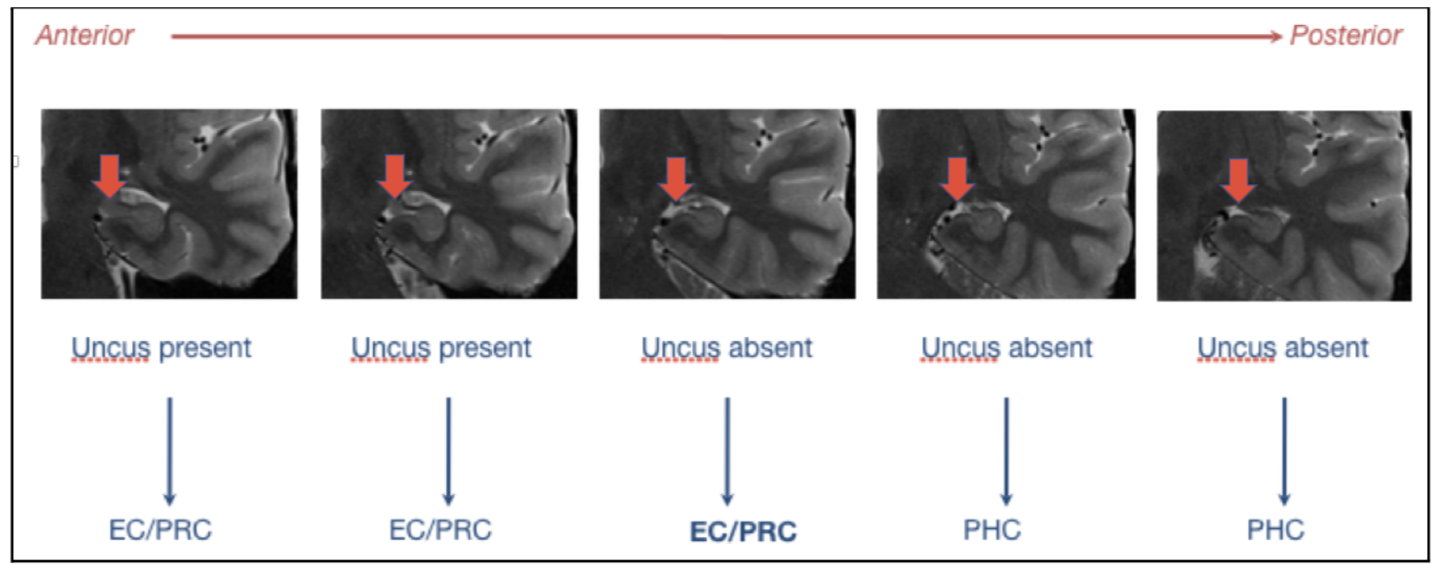 Anterior Posterior
Uncus present Uncus present Uncus absent Uncus absent Uncus absent
EC/PRC EC/PRC EC/PRC PHC PHC